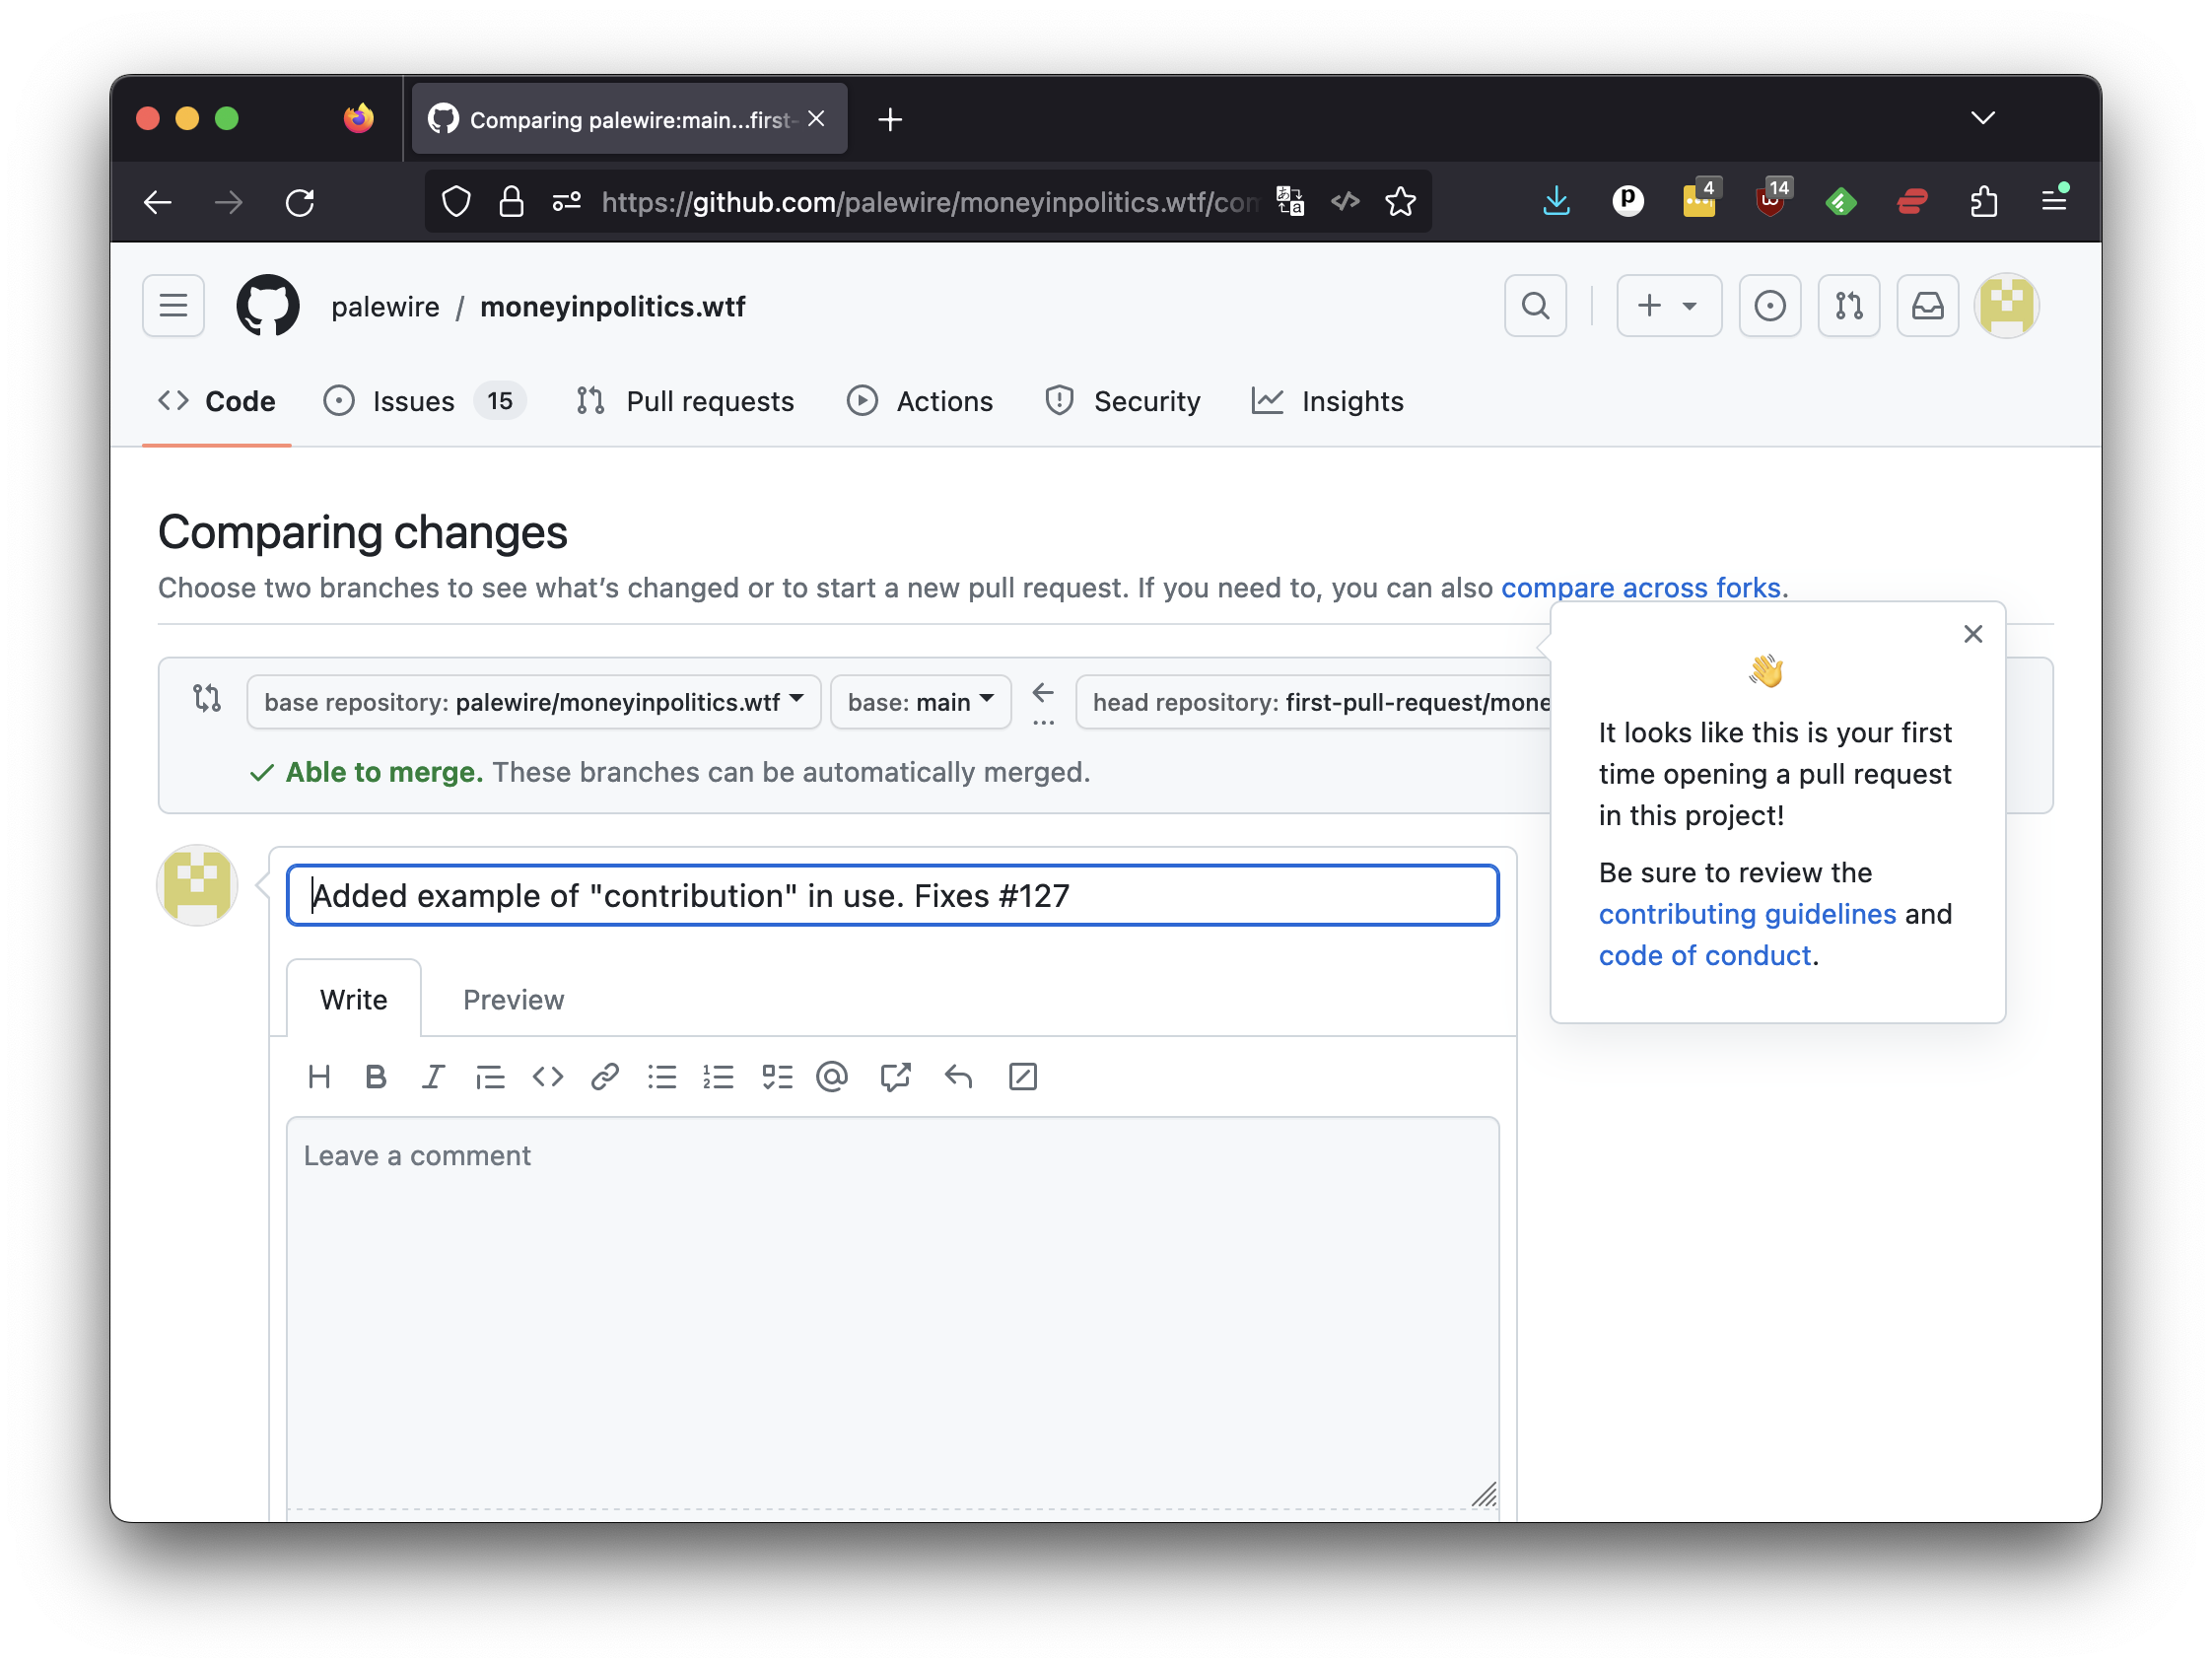 Comparing palewire:main...first-
https://github.com/palewire/moneyinpolitics.wtf/com
4
14
palewire / moneyinpolitics.wtf
Code
Issues 15
Pull requests
Actions
Security
Insights
Comparing changes
Choose two branches to see what’s changed or to start a new pull request. If you need to, you can also compare across forks.
base repository: palewire/moneyinpolitics.wtf
base: main
head repository: first-pull-request/mone
Able to merge. These branches can be automatically merged.
It looks like this is your first
time opening a pull request
in this project!
Be sure to review the
contributing guidelines and
code of conduct.
Added example of "contribution" in use. Fixes #127
Write
Preview
Leave a comment